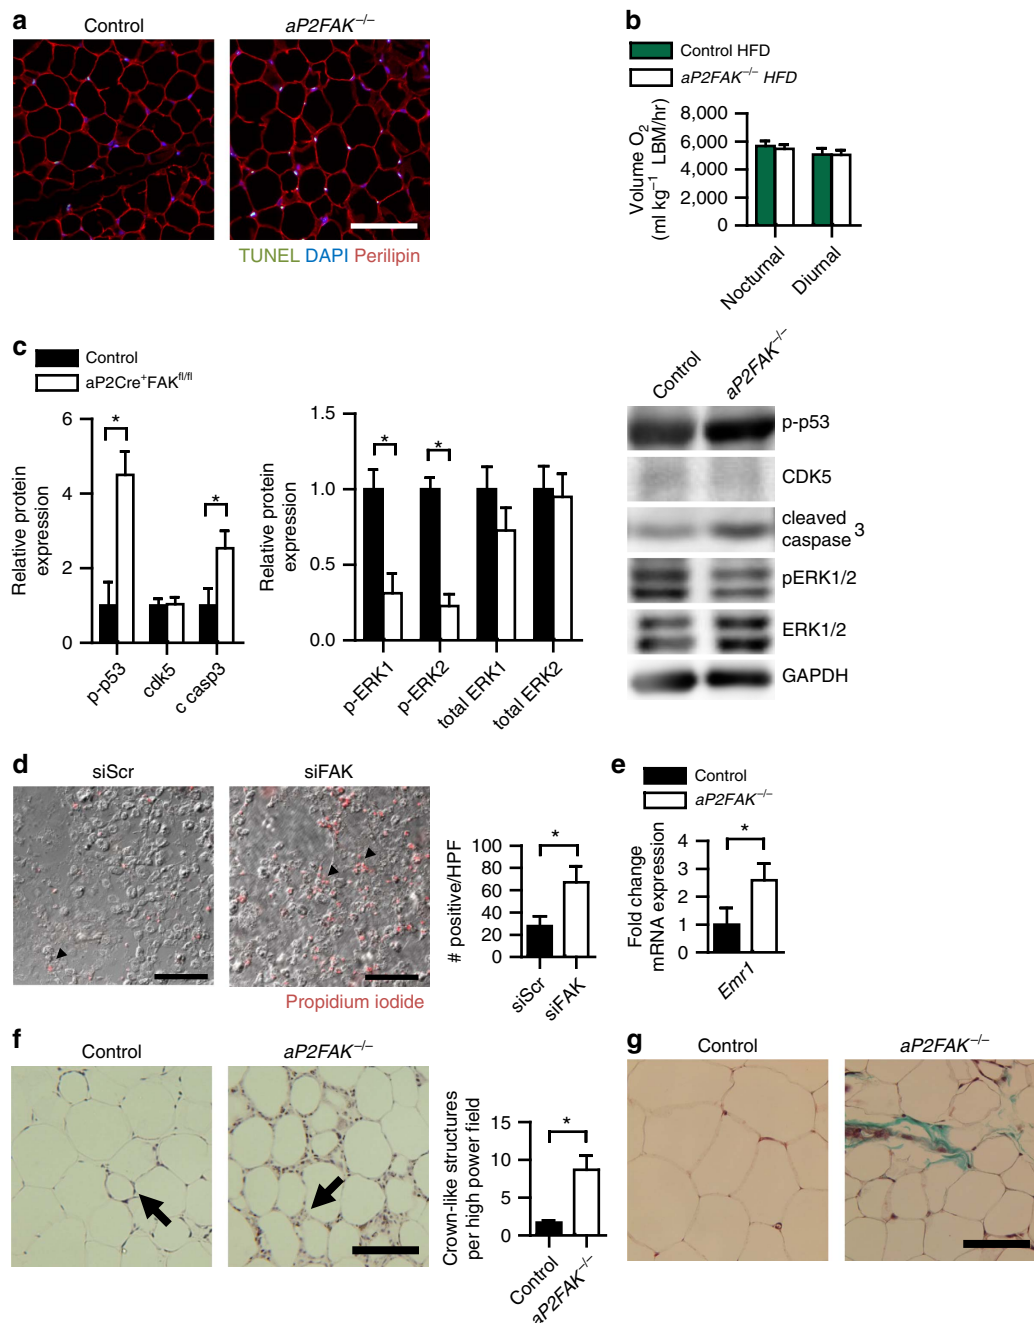 a
Control
aP2FAK–/–
TUNEL DAPI Perilipin
b
Control HFD
aP2FAK–/– HFD
Volume O2
(ml kg–1 LBM/hr)
8,000
6,000
4,000
2,000
0
Nocturnal
Diurnal
c
Control
aP2Cre+FAKfl/fl
Relative protein
expression
6
4
2
0
*
*
p-p53
cdk5
c casp3
Relative protein
expression
1.5
1.0
0.5
0.0
*
*
p-ERK1
p-ERK2
total ERK1
total ERK2
Control
aP2FAK–/–
p-p53
CDK5
cleaved
caspase 3
pERK1/2
ERK1/2
GAPDH
d
siScr
siFAK
Propidium iodide
# positive/HPF
100
80
60
40
20
0
*
siScr
siFAK
e
Control
aP2FAK–/–
Fold change
mRNA expression
4
3
2
1
0
*
Emr1
f
Control
aP2FAK–/–
Crown-like structures
per high power field
15
10
5
0
*
Control
aP2FAK–/–
g
Control
aP2FAK–/–